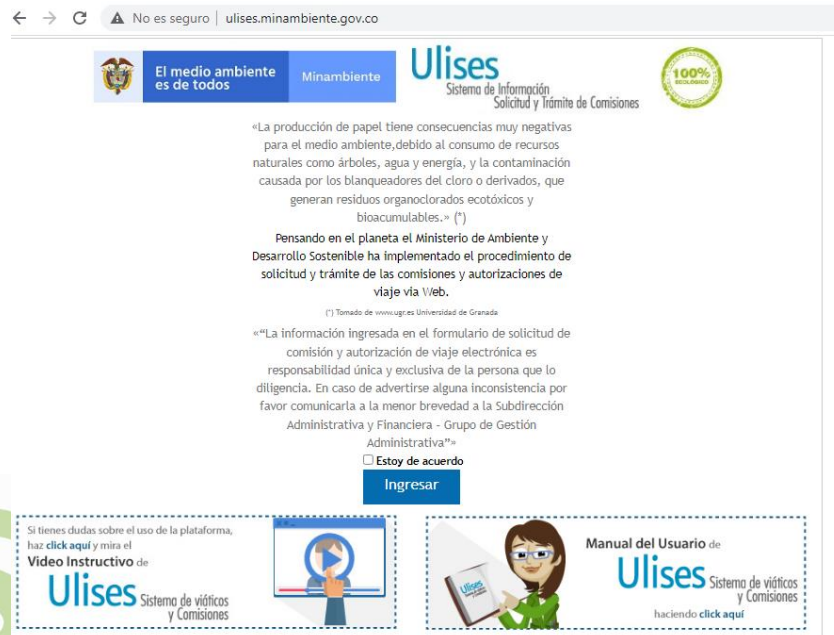 No es seguro | ulises.minambiente.gov.co
El medio ambiente
es de todos
Minambiente
Ulises
Sistema de Información
Solicitud y Trámite de Comisiones
100%
ECOLÓGICO
«La producción de papel tiene consecuencias muy negativas
para el medio ambiente,debido al consumo de recursos
naturales como árboles, agua y energía, y la contaminación
causada por los blanqueadores del cloro o derivados, que
generan residuos organoclorados ecotóxicos y
bioacumulables.» (*)
Pensando en el planeta el Ministerio de Ambiente y
Desarrollo Sostenible ha implementado el procedimiento de
solicitud y trámite de las comisiones y autorizaciones de
viaje via Web.
(*) Tomado de www.ugr.es Universidad de Granada
«“La información ingresada en el formulario de solicitud de
comisión y autorización de viaje electrónica es
responsabilidad única y exclusiva de la persona que lo
diligencia. En caso de advertirse alguna inconsistencia por
favor comunicarla a la menor brevedad a la Subdirección
Administrativa y Financiera - Grupo de Gestión
Administrativa”»
Estoy de acuerdo
Ingresar
Si tienes dudas sobre el uso de la plataforma,
haz click aquí y mira el
Video Instructivo de
Ulises Sistema de viáticos
y Comisiones
Ulises
Manual del Usuario de
Ulises Sistema de viáticos
y Comisiones
haciendo click aquí